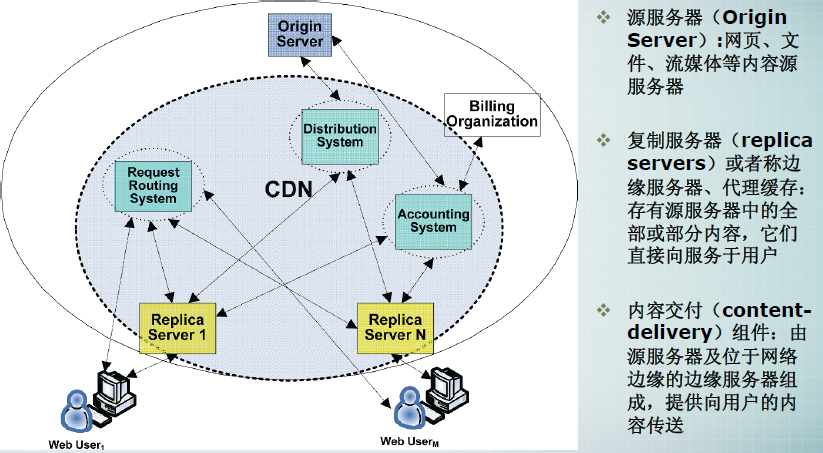 Origin
Server
Distribution
System
Billing
Organization
Request
Routing
System
CDN
Accounting
System
Replica
Server 1
Replica
Server N
Web User1
Web UserM
❖ 源服务器（Origin
Server）:网页、文
件、流媒体等内容源
服务器
❖ 复制服务器（replica
servers）或者称边
缘服务器、代理缓存：
存有源服务器中的全
部或部分内容，它们
直接向服务于用户
❖ 内容交付（content-
delivery）组件：由
源服务器及位于网络
边缘的边缘服务器组
成，提供向用户的内
容传送